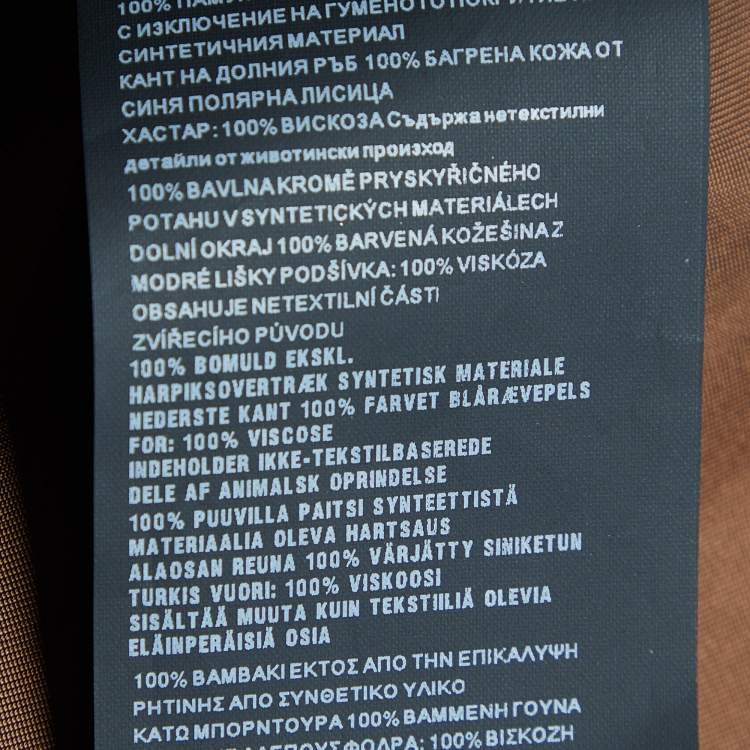 100%
С ИЗКЛЮЧЕНИЕ НА ГУМЕНОТО
СИНТЕТИЧНИЯ МАТЕРИАЛ
КАНТ НА ДОЛНИЯ РЪБ 100% БАГРЕНА КОЖА ОТ
СИНЯ ПОЛЯРНА ЛИСИЦА
ХАСТАР: 100% ВИСКОЗА Съдържа нетекстилни
детайли от животински произход
100% BAVLNA KROMĚ PRYSKYŘIČNÉHO
POTAHU V SYNTETICKÝCH MATERIÁLECH
DOLNÍ OKRAJ 100% BARVENÁ KOŽEŠINA Z
MODRÉ LIŠKY PODŠÍVKA: 100% VISKÓZA
OBSAHUJE NETEXTILNÍ ČÁSTI
ZVÍŘECÍHO PŮVODU
100% BOMULD EKSKL.
HARPIKSOVERTRÆK SYNTETISK MATERIALE
NEDERSTE KANT 100% FARVET BLÅRÆVEPELS
FOR: 100% VISCOSE
INDEHOLDER IKKE-TEKSTILBASEREDE
DELE AF ANIMALSK OPRINDELSE
100% PUUVILLA PAITSI SYNTEETTISTÄ
MATERIAALIA OLEVA HARTSAUS
ALAOSAN REUNA 100% VÄRJÄTTY SINIKETUN
TURKIS VUORI: 100% VISKOOSI
SISÄLTÄÄ MUUTA KUIN TEKSTIILIÄ OLEVIA
ELÄINPERÄISIÄ OSIA
100% ΒΑΜΒΑΚΙ ΕΚΤΟΣ ΑΠΟ ΤΗΝ ΕΠΙΚΑΛΥΨΗ
ΡΗΤΙΝΗΣ ΑΠΟ ΣΥΝΘΕΤΙΚΟ ΥΛΙΚΟ
ΚΑΤΩ ΜΠΟΡΝΤΟΥΡΑ 100% ΒΑΜΜΕΝΗ ΓΟΥΝΑ
ΑΛΕΠΟΥΣ ΦΟΔΡΑ: 100% ΒΙΣΚΟΖΗ